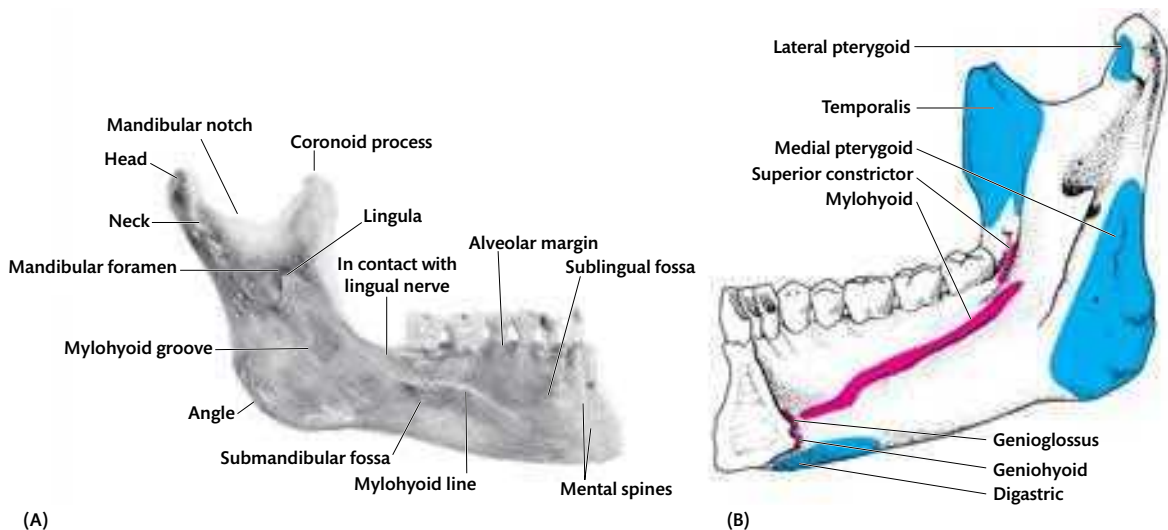 Mandibular notch
Head
Coronoid process
Neck
Lingula
Mandibular foramen
In contact with
lingual nerve
Alveolar margin
Sublingual fossa
Mylohyoid groove
Angle
Submandibular fossa
Mylohyoid line
Mental spines
(A)
Lateral pterygoid
Temporalis
Medial pterygoid
Superior constrictor
Mylohyoid
Genioglossus
Geniohyoid
Digastric
(B)